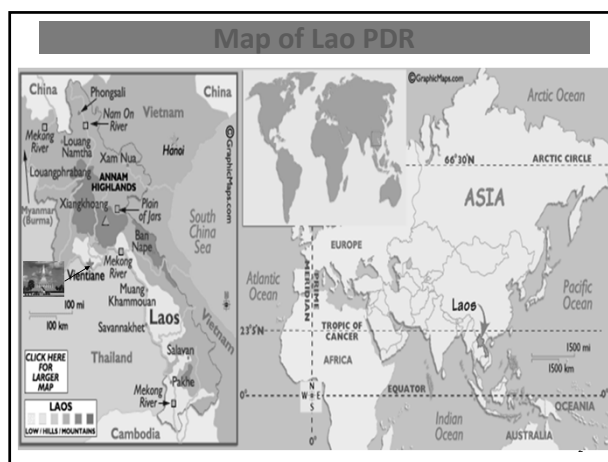 Map of Lao PDR
China
Phongsali
China
Nam On
River
Vietnam
Mekong
River
Louang
Namtha
Hanoi
Xam Nua
Louangphrabang
ANNAM
HIGHLANDS
Xiangkhoang
Plain
of Jars
Myanmar
(Burma)
South
China
Sea
Ban
Nape
Mekong
River
Vientiane
100 mi
100 km
Muang
Khammouan
Laos
Savannakhet
Vietnam
Thailand
Salavan
CLICK HERE
FOR
LARGER
MAP
Pakhe
Mekong
River
LAOS
LOW / HILLS / MOUNTAINS
Cambodia
©GraphicMaps.com
©GraphicMaps.com
Arctic Ocean
66°30'N
ARCTIC CIRCLE
ASIA
EUROPE
Atlantic
Ocean
PRIME
MERIDIAN
Pacific
Ocean
Laos
23°5'N
TROPIC OF
CANCER
AFRICA
1500 mi
1500 km
EQUATOR
0°
0°
N
W
E
S
OCEANIA
Indian
Ocean
AUSTRALIA
0°